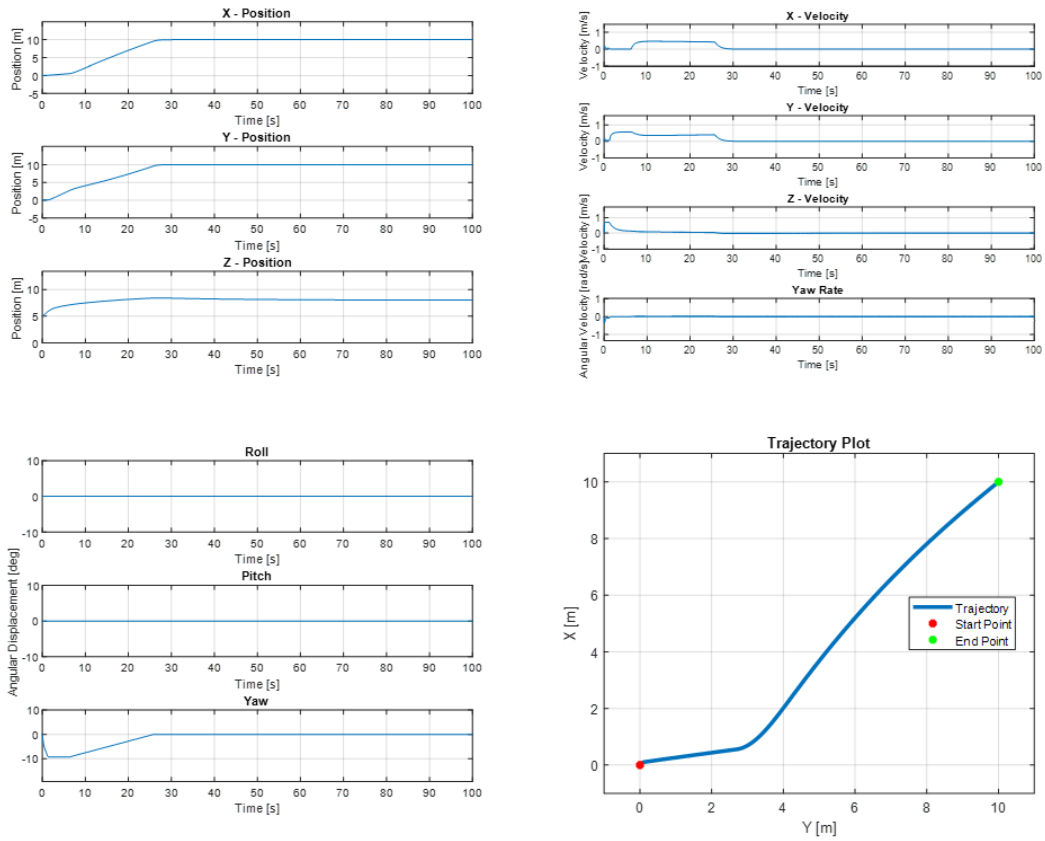 X - Position
Position [m]
10
5
0
-5
0 10 20 30 40 50 60 70 80 90 100
Time [s]
Y - Position
Position [m]
10
5
0
-5
0 10 20 30 40 50 60 70 80 90 100
Time [s]
Z - Position
Position [m]
10
5
0
0 10 20 30 40 50 60 70 80 90 100
Time [s]
X - Velocity
Velocity [m/s]
1
0
-1
0 10 20 30 40 50 60 70 80 90 100
Time [s]
Y - Velocity
Velocity [m/s]
1
0
-1
0 10 20 30 40 50 60 70 80 90 100
Time [s]
Z - Velocity
Velocity [m/s]
1
0
-1
0 10 20 30 40 50 60 70 80 90 100
Time [s]
Yaw Rate
Angular Velocity [rad/s]
1
0
-1
0 10 20 30 40 50 60 70 80 90 100
Time [s]
Roll
10
0
-10
0 10 20 30 40 50 60 70 80 90 100
Time [s]
Angular Displacement [deg]
Pitch
10
0
-10
0 10 20 30 40 50 60 70 80 90 100
Time [s]
Yaw
10
0
-10
0 10 20 30 40 50 60 70 80 90 100
Time [s]
Trajectory Plot
X [m]
10
8
6
4
2
0
Trajectory
Start Point
End Point
0 2 4 6 8 10
Y [m]